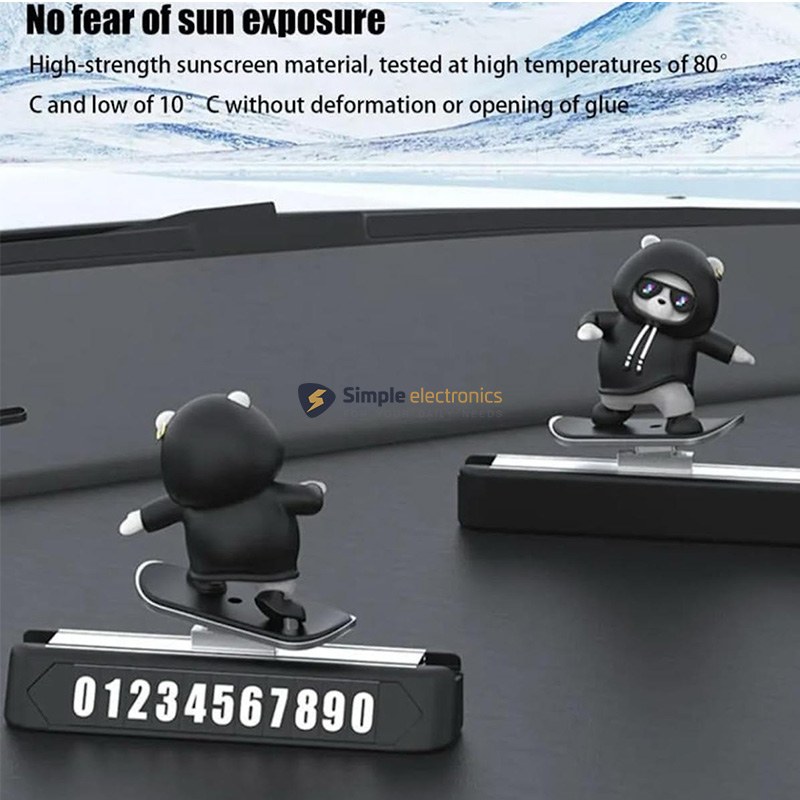 No fear of sun exposure
High-strength sunscreen material, tested at high temperatures of 80°
C and low of 10° C without deformation or opening of glue
Simple electronics
01234567890